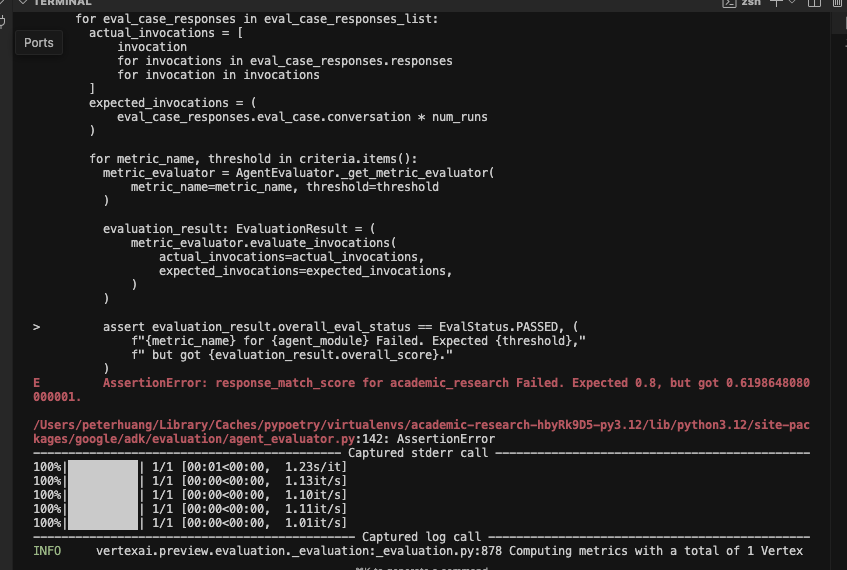 TERMINAL
zsh
for eval_case_responses in eval_case_responses_list:
actual_invocations = [
Ports
invocation
for invocations in eval_case_responses.responses
for invocation in invocations
]
expected_invocations = (
eval_case_responses.eval_case.conversation * num_runs
)
for metric_name, threshold in criteria.items():
metric_evaluator = AgentEvaluator._get_metric_evaluator(
metric_name=metric_name, threshold=threshold
)
evaluation_result: EvaluationResult = (
metric_evaluator.evaluate_invocations(
actual_invocations=actual_invocations,
expected_invocations=expected_invocations,
)
)
> assert evaluation_result.overall_eval_status == EvalStatus.PASSED, (
f"{metric_name} for {agent_module} Failed. Expected {threshold},"
f" but got {evaluation_result.overall_score}."
)
E AssertionError: response_match_score for academic_research Failed. Expected 0.8, but got 0.6198648080
000001.
/Users/peterhuang/Library/Caches/pypoetry/virtualenvs/academic-research-hbyRk9D5-py3.12/lib/python3.12/site-pac
kages/google/adk/evaluation/agent_evaluator.py:142: AssertionError
Captured stderr call
100%| | 1/1 [00:01<00:00, 1.23s/it]
100%| | 1/1 [00:00<00:00, 1.13it/s]
100%| | 1/1 [00:00<00:00, 1.10it/s]
100%| | 1/1 [00:00<00:00, 1.11it/s]
100%| | 1/1 [00:00<00:00, 1.01it/s]
Captured log call
INFO vertexai.preview.evaluation._evaluation:_evaluation.py:878 Computing metrics with a total of 1 Vertex